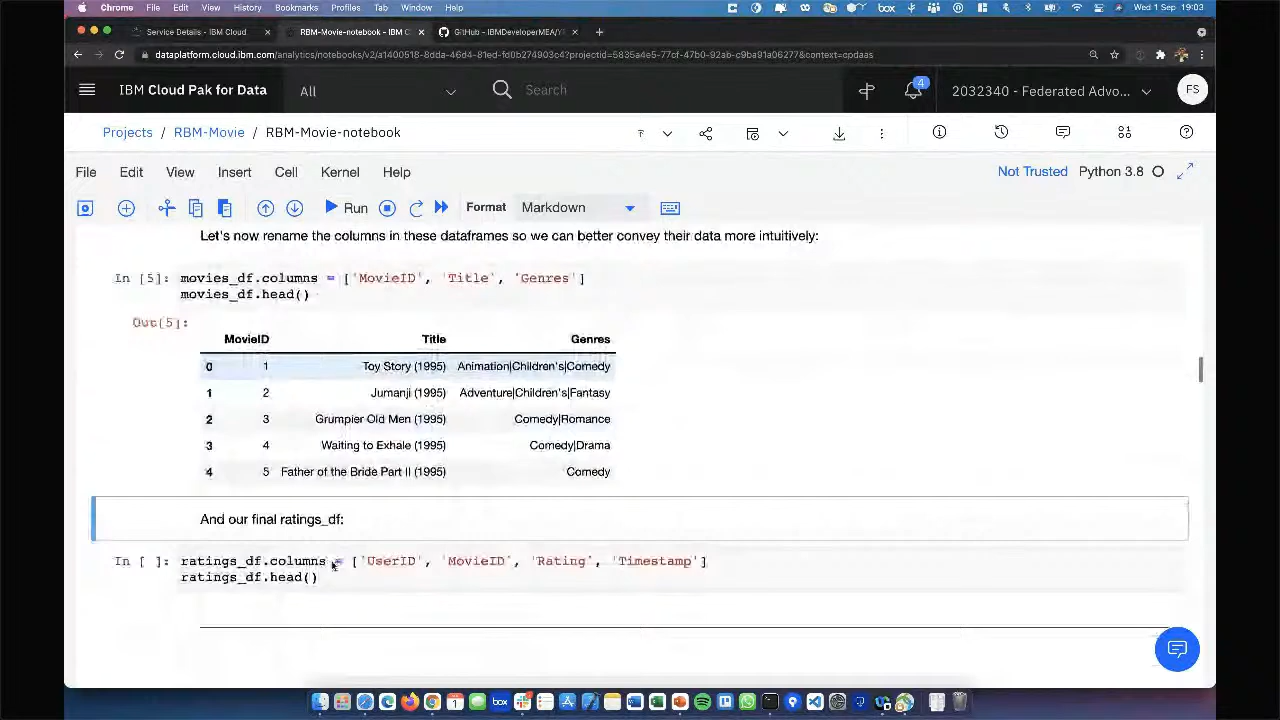 Chrome File Edit View History Bookmarks Profiles Tab Window Help Wed 1 Sep 19:03
Service Details - IBM Cloud RBM-Movie-notebook - IBM C GitHub - IBMDeveloperMEA/Y
dataplatform.cloud.ibm.com/analytics/notebooks/v2/a1400518-8dda-46d4-81ed-fd0b274903c4?projectid=5835a4e5-77cf-47b0-92ab-c9ba91a06277&context=cpdaas
IBM Cloud Pak for Data All Search 4 2032340 - Federated Advo... FS
Projects / RBM-Movie / RBM-Movie-notebook
File Edit View Insert Cell Kernel Help Not Trusted Python 3.8
Run Format Markdown
Let's now rename the columns in these dataframes so we can better convey their data more intuitively:
In [5]: movies_df.columns = ['MovieID', 'Title', 'Genres']
movies_df.head()
Out[5]:
MovieID Title Genres
0 1 Toy Story (1995) Animation|Children's|Comedy
1 2 Jumanji (1995) Adventure|Children's|Fantasy
2 3 Grumpier Old Men (1995) Comedy|Romance
3 4 Waiting to Exhale (1995) Comedy|Drama
4 5 Father of the Bride Part II (1995) Comedy
And our final ratings_df:
In [ ]: ratings_df.columns = ['UserID', 'MovieID', 'Rating', 'Timestamp']
ratings_df.head()